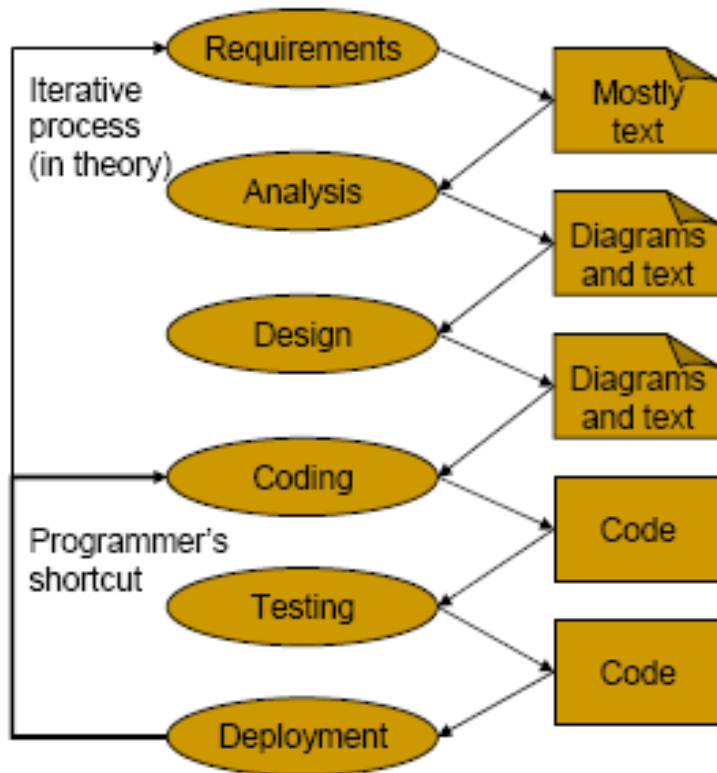 Requirements
Iterative
process
(in theory)
Mostly
text
Analysis
Diagrams
and text
Design
Diagrams
and text
Coding
Code
Programmer's
shortcut
Testing
Code
Deployment